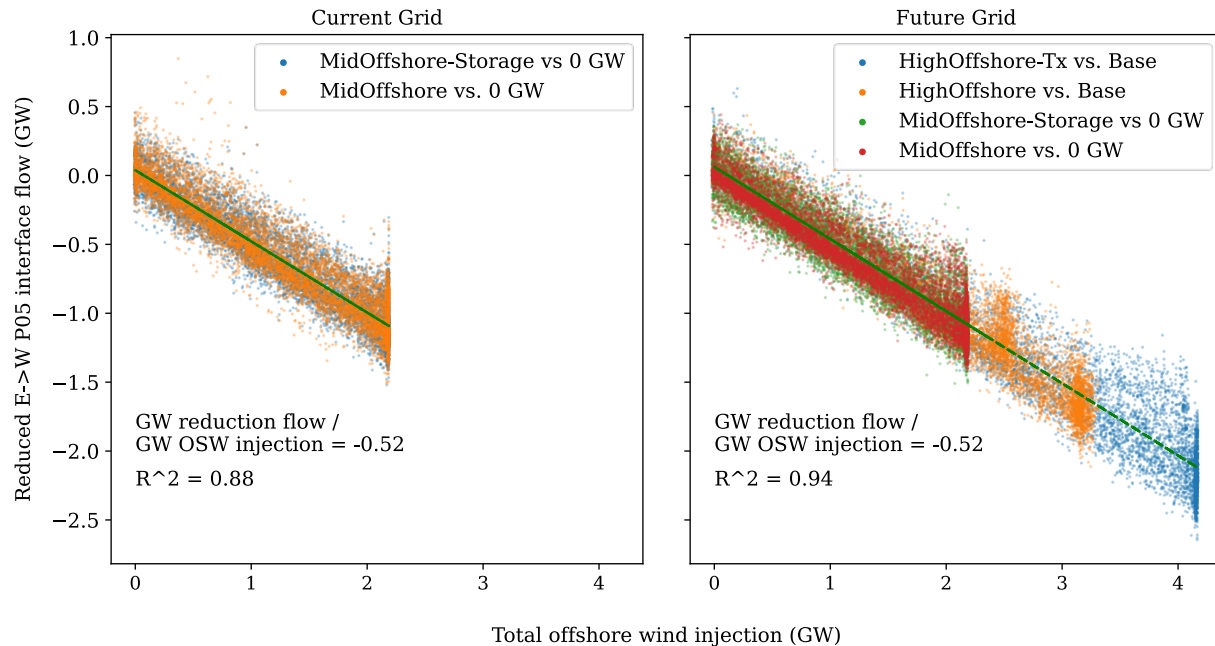 Current Grid
Future Grid
Reduced E->W P05 interface flow (GW)
1.0
0.5
0.0
−0.5
−1.0
−1.5
−2.0
−2.5
MidOffshore-Storage vs 0 GW
MidOffshore vs. 0 GW
GW reduction flow /
GW OSW injection = -0.52
R^2 = 0.88
0 1 2 3 4
HighOffshore-Tx vs. Base
HighOffshore vs. Base
MidOffshore-Storage vs 0 GW
MidOffshore vs. 0 GW
GW reduction flow /
GW OSW injection = -0.52
R^2 = 0.94
0 1 2 3 4
Total offshore wind injection (GW)